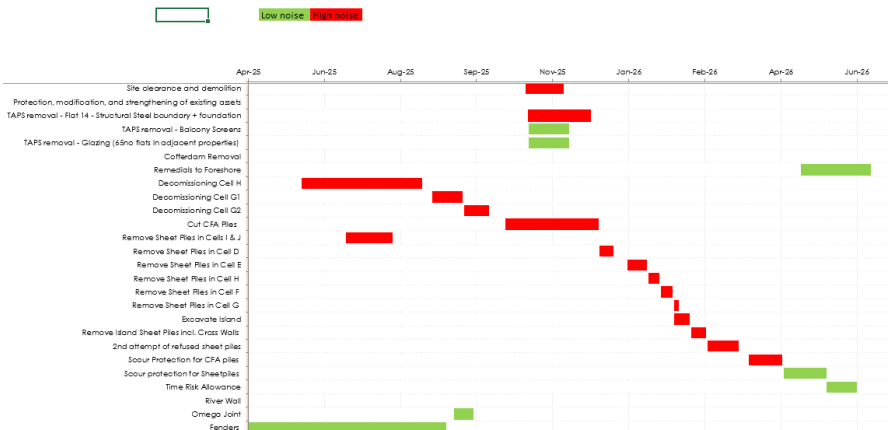 Low noise High noise
Apr-25 Jun-25 Aug-25 Sep-25 Nov-25 Jan-26 Feb-26 Apr-26 Jun-26
Site clearance and demolition
Protection, modification, and strengthening of existing assets
TAPS removal - Flat 14 - Structural Steel boundary + foundation
TAPS removal - Balcony Screens
TAPS removal - Glazing (65no flats in adjacent properties)
Cofferdam Removal
Remedials to Foreshore
Decomissioning Cell H
Decomissioning Cell G1
Decomissioning Cell G2
Cut CFA Piles
Remove Sheet Piles in Cells I & J
Remove Sheet Piles in Cell D
Remove Sheet Piles in Cell E
Remove Sheet Piles in Cell H
Remove Sheet Piles in Cell F
Remove Sheet Piles in Cell G
Excavate Island
Remove Island Sheet Piles incl. Cross Walls
2nd attempt of refused sheet piles
Scour Protection for CFA piles
Scour protection for Sheetpiles
Time Risk Allowance
River Wall
Omega Joint
Fenders